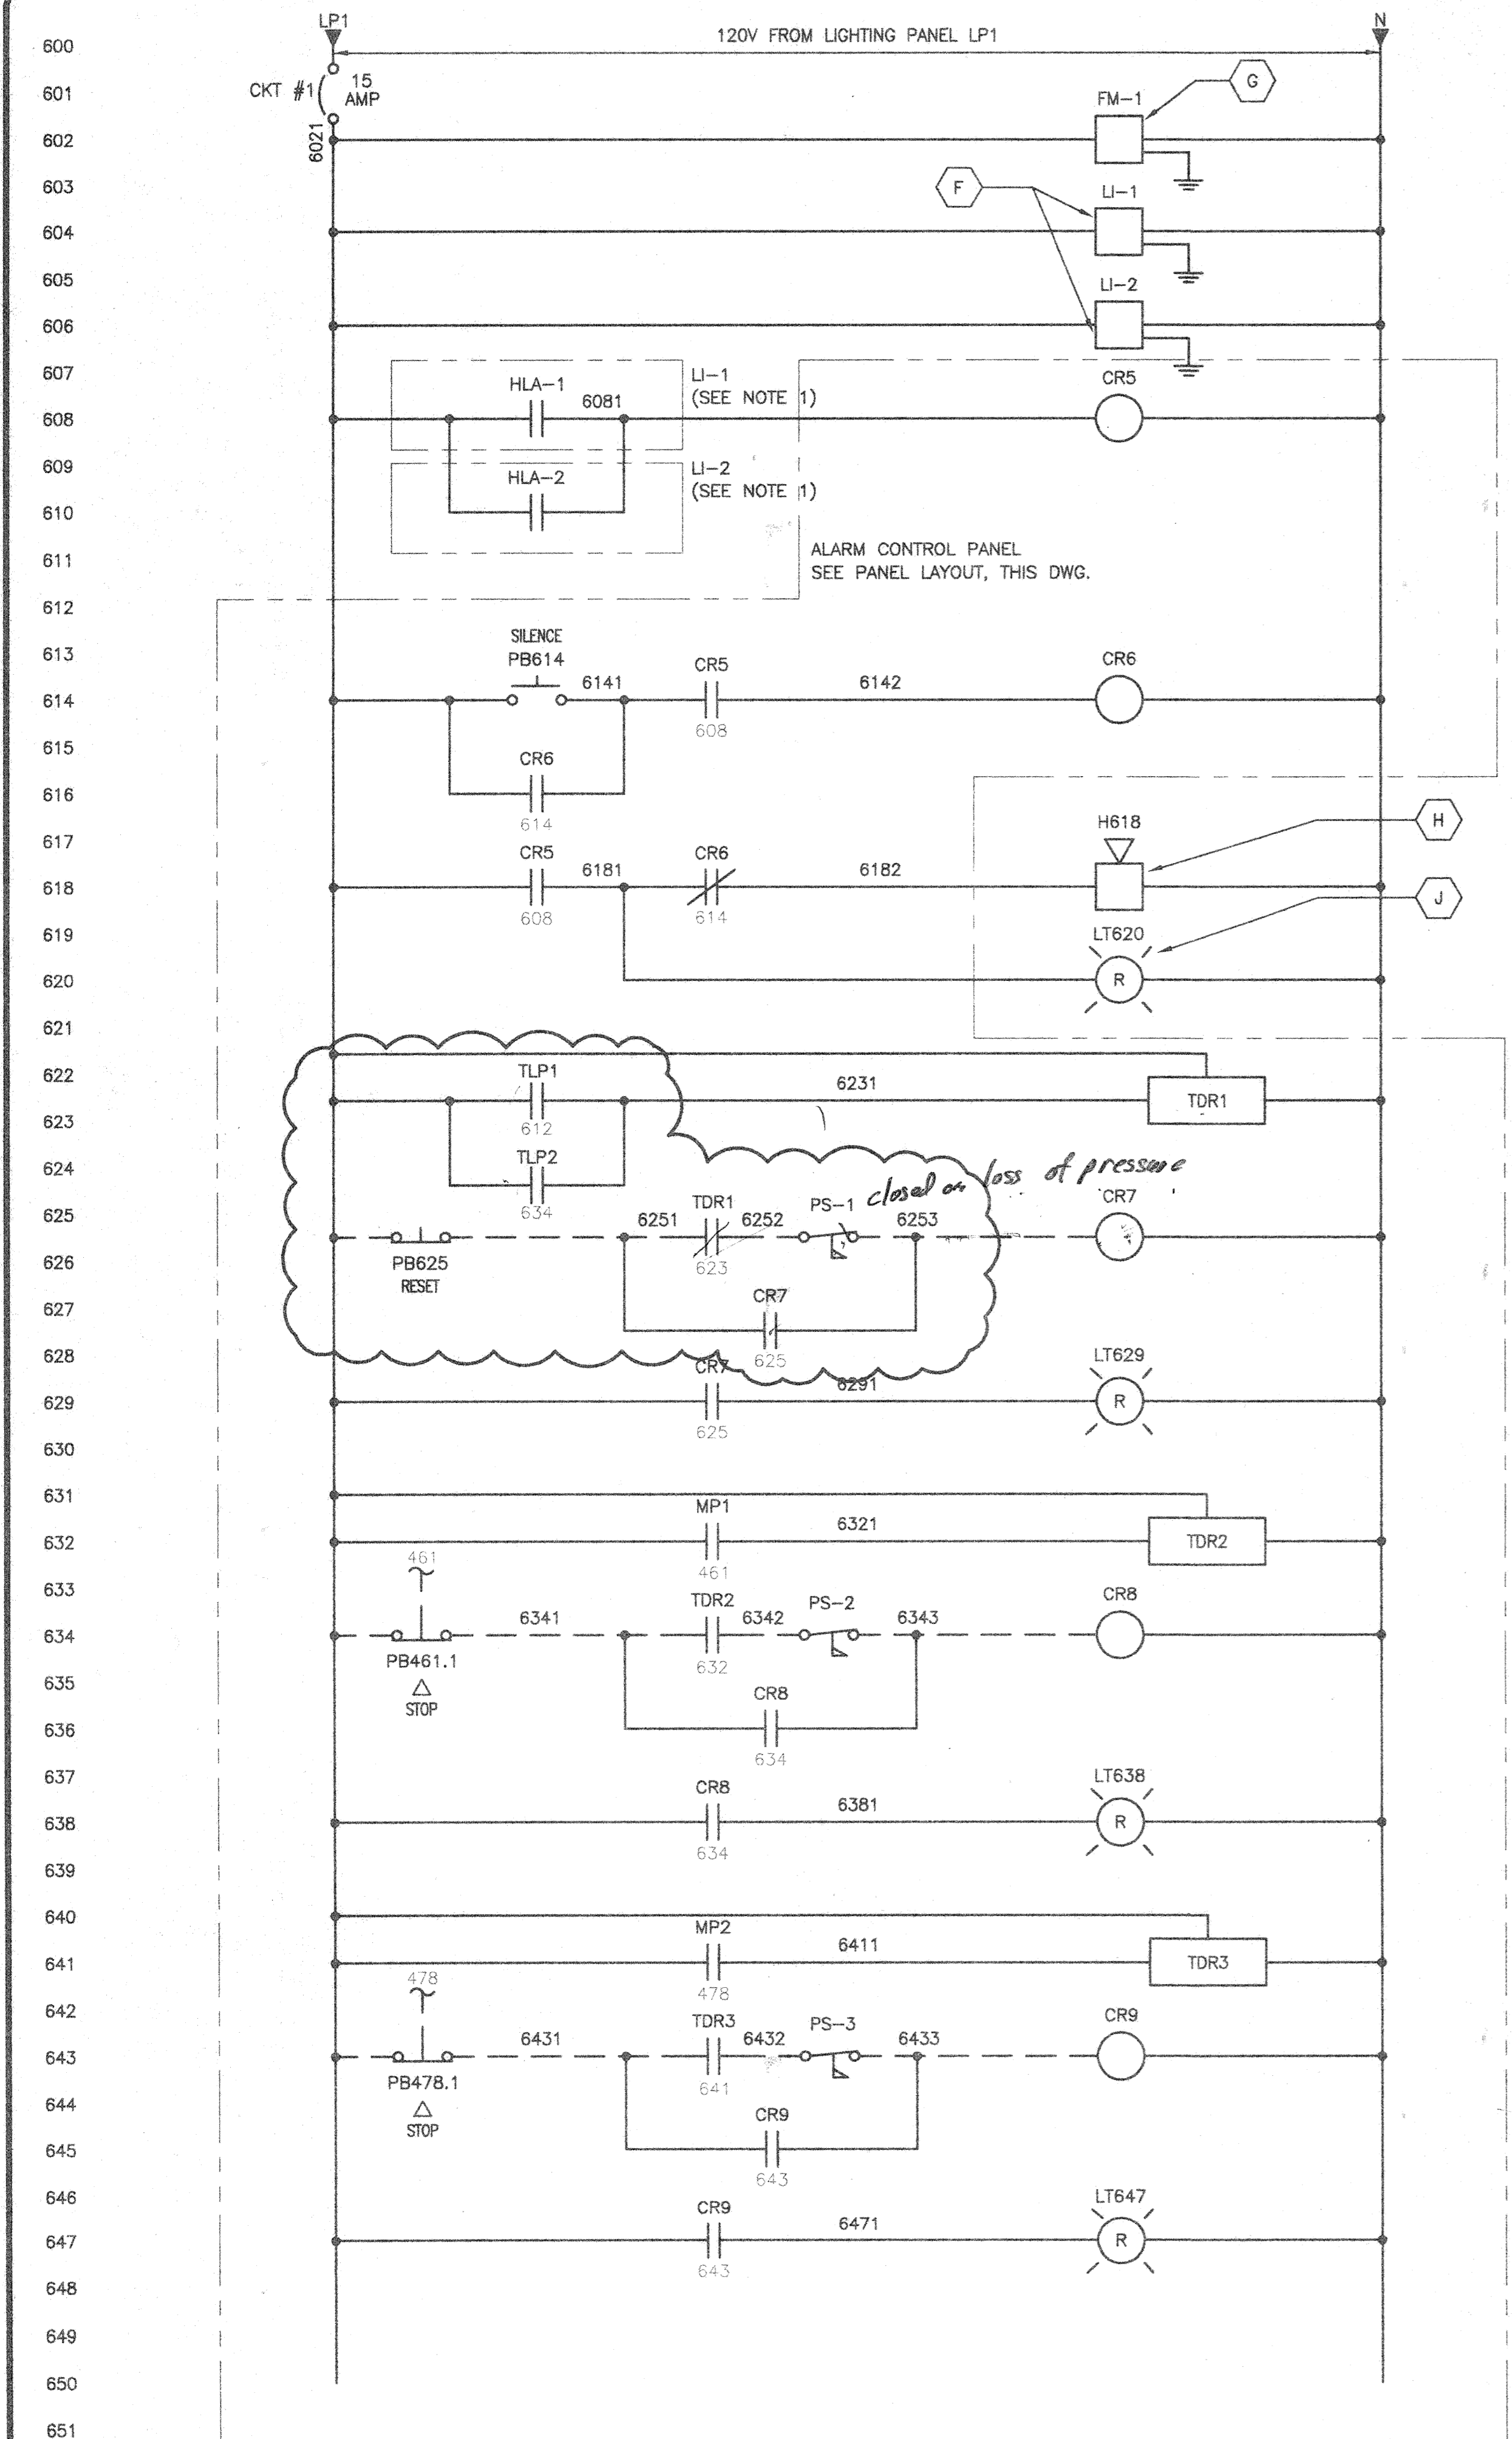 LP1
N
600
120V FROM LIGHTING PANEL LP1
601
CKT #1
15
AMP
FM-1
G
602
6021
603
F
LI-1
604
605
LI-2
606
607
HLA-1
6081
LI-1
(SEE NOTE 1)
CR5
608
609
HLA-2
LI-2
(SEE NOTE 1)
610
611
ALARM CONTROL PANEL
SEE PANEL LAYOUT, THIS DWG.
612
613
SILENCE
PB614
CR5
CR6
614
6141
6142
608
615
CR6
616
614
617
H618
H
CR5
CR6
618
6181
6182
608
614
J
619
LT620
620
R
621
622
TLP1
6231
TDR1
623
612
624
TLP2
closed on loss of pressure
625
634
TDR1
PS-1
CR7
6251
6252
6253
626
PB625
RESET
623
627
CR7
628
625
CR7
LT629
6291
629
R
625
630
631
MP1
6321
632
TDR2
461
461
633
TDR2
PS-2
CR8
634
6341
6342
6343
PB461.1
632
635
STOP
CR8
636
634
637
CR8
LT638
638
6381
R
634
639
640
MP2
6411
641
TDR3
478
478
642
TDR3
PS-3
CR9
643
6431
6432
6433
PB478.1
641
644
STOP
CR9
645
643
646
CR9
LT647
647
6471
R
643
648
649
650
651